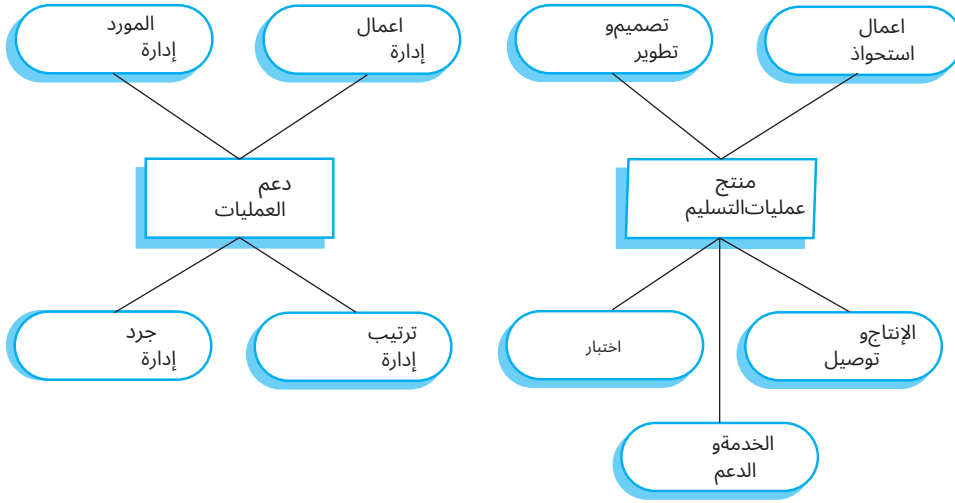 المورد
إدارة
اعمال
إدارة
تصميمو
تطوير
اعمال
استحواذ
دعم
العمليات
منتج
عملياتالتسليم
جرد
إدارة
ترتيب
إدارة
اختبار
الإنتاجو
توصيل
الخدمةو
الدعم